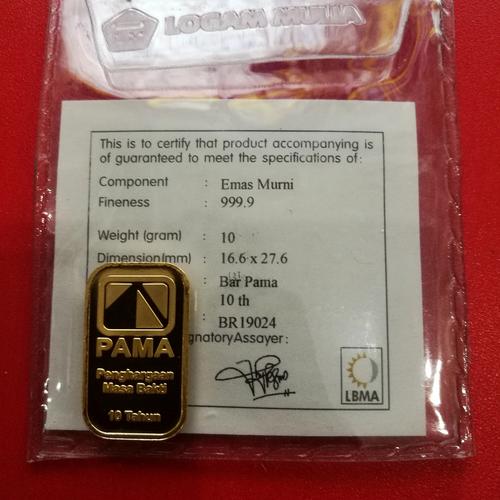 LOGAM MULIA
This is to certify that product accompanying is
of guaranteed to meet the specifications of:
Component : Emas Murni
Fineness : 999.9
Weight (gram) : 10
Dimension(mm) : 16.6 x 27.6
: Bar Pama
10 th
: BR19024
gnatoryAssayer :
LBMA
PAMA
Penghargaan
Masa Bakti
10 Tahun